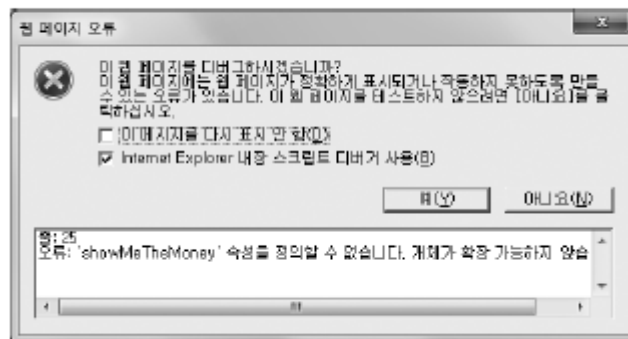 웹 페이지 오류
이 웹 페이지를 디버그하시겠습니까?
이 웹 페이지에는 웹 페이지가 정확하게 표시되거나 작동하지 못하도록 만들
수 있는 오류가 있습니다. 이 웹 페이지를 테스트하지 않으려면 [아니요]를 클
릭하십시오.
이 메시지를 다시 표시 안 함(D)
Internet Explorer 내장 스크립트 디버거 사용(B)
예(Y)
아니요(N)
줄: 25
오류: 'showMeTheMoney' 속성을 정의할 수 없습니다. 개체가 확장 가능하지 않습